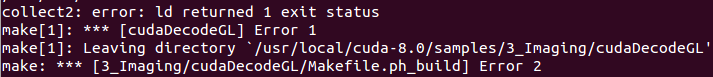 collect2: error: ld returned 1 exit status
make[1]: *** [cudaDecodeGL] Error 1
make[1]: Leaving directory `/usr/local/cuda-8.0/samples/3_Imaging/cudaDecodeGL'
make: *** [3_Imaging/cudaDecodeGL/Makefile.ph_build] Error 2